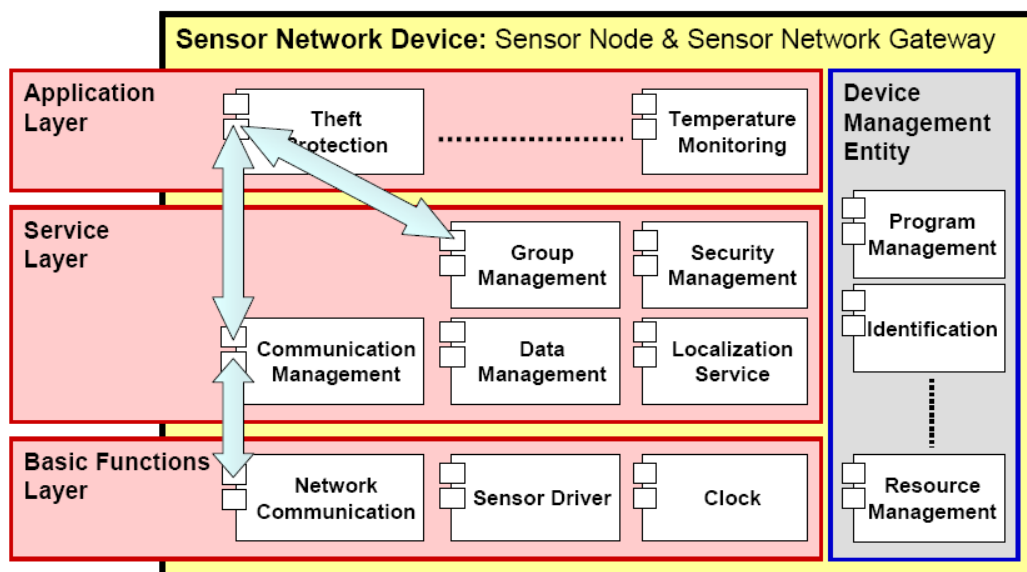 Sensor Network Device: Sensor Node & Sensor Network Gateway
Application
Layer
Theft
Protection
Temperature
Monitoring
Device
Management
Entity
Service
Layer
Group
Management
Security
Management
Communication
Management
Data
Management
Localization
Service
Program
Management
Identification
Basic Functions
Layer
Network
Communication
Sensor Driver
Clock
Resource
Management